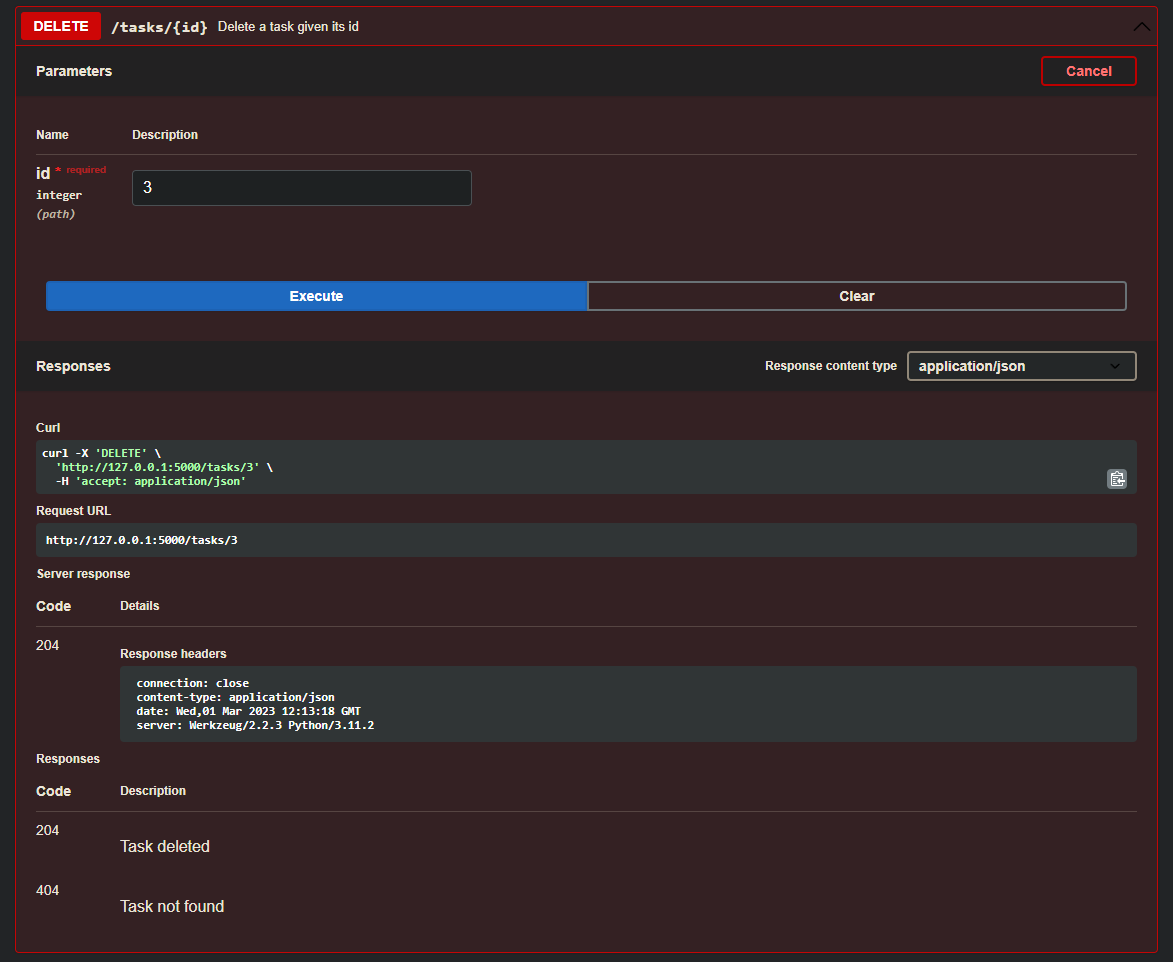 DELETE /tasks/{id} Delete a task given its id
Parameters Cancel
Name Description
id * required
integer
(path)
3
Execute Clear
Responses Response content type application/json
Curl
curl -X 'DELETE' \
'http://127.0.0.1:5000/tasks/3' \
-H 'accept: application/json'
Request URL
http://127.0.0.1:5000/tasks/3
Server response
Code Details
204
Response headers
connection: close
content-type: application/json
date: Wed,01 Mar 2023 12:13:18 GMT
server: Werkzeug/2.2.3 Python/3.11.2
Responses
Code Description
204
Task deleted
404
Task not found